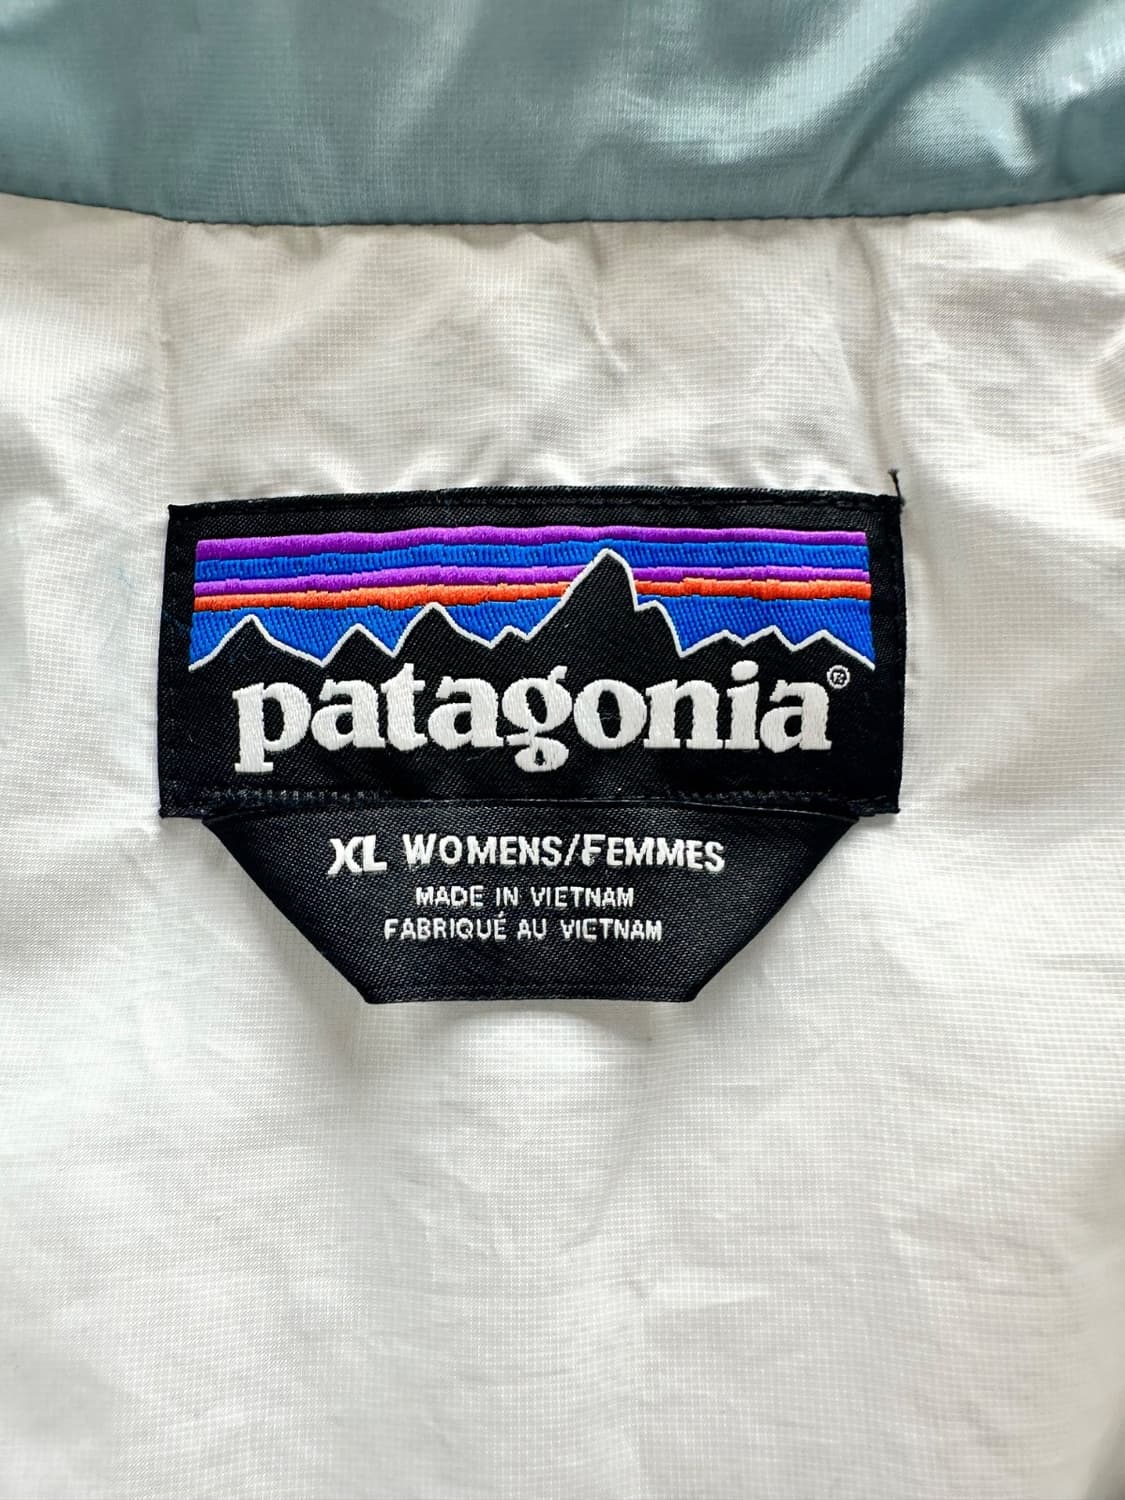 patagonia®
XL WOMENS/FEMMES
MADE IN VIETNAM
FABRIQUÉ AU VIETNAM